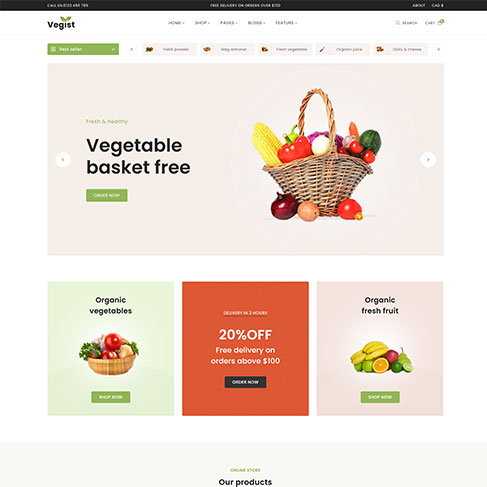 CALL US:0123 456 789
FREE DELIVERY ON ORDERS OVER $100
ABOUT CAD $
Vegist
HOME SHOP PAGES BLOGS FEATURE
SEARCH CART 0
Best seller
Haldi powder
Meg almirner
Fresh vegetable
Organic juice
Dairy & cheese
Fresh & healthy
Vegetable
basket free
ORDER NOW
Organic
vegetables
SHOP NOW
DELIVERY IN 2 HOURS
20%OFF
Free delivery on
orders above $100
ORDER NOW
Organic
fresh fruit
SHOP NOW
ONLINE STORE
Our products